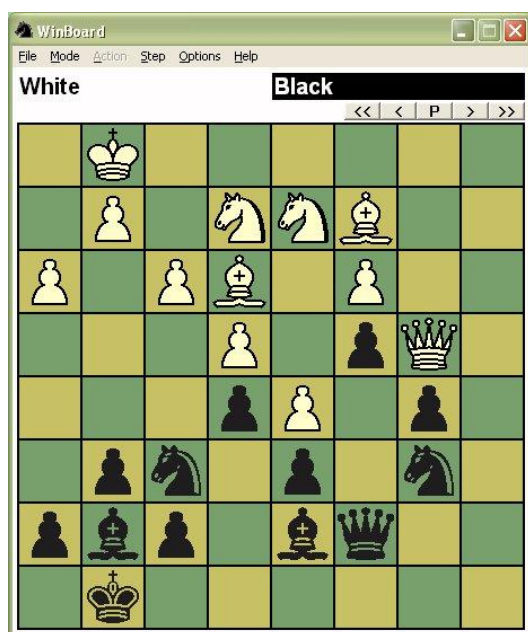 WinBoard
File Mode Action Step Options Help
White Black
<< < P > >>